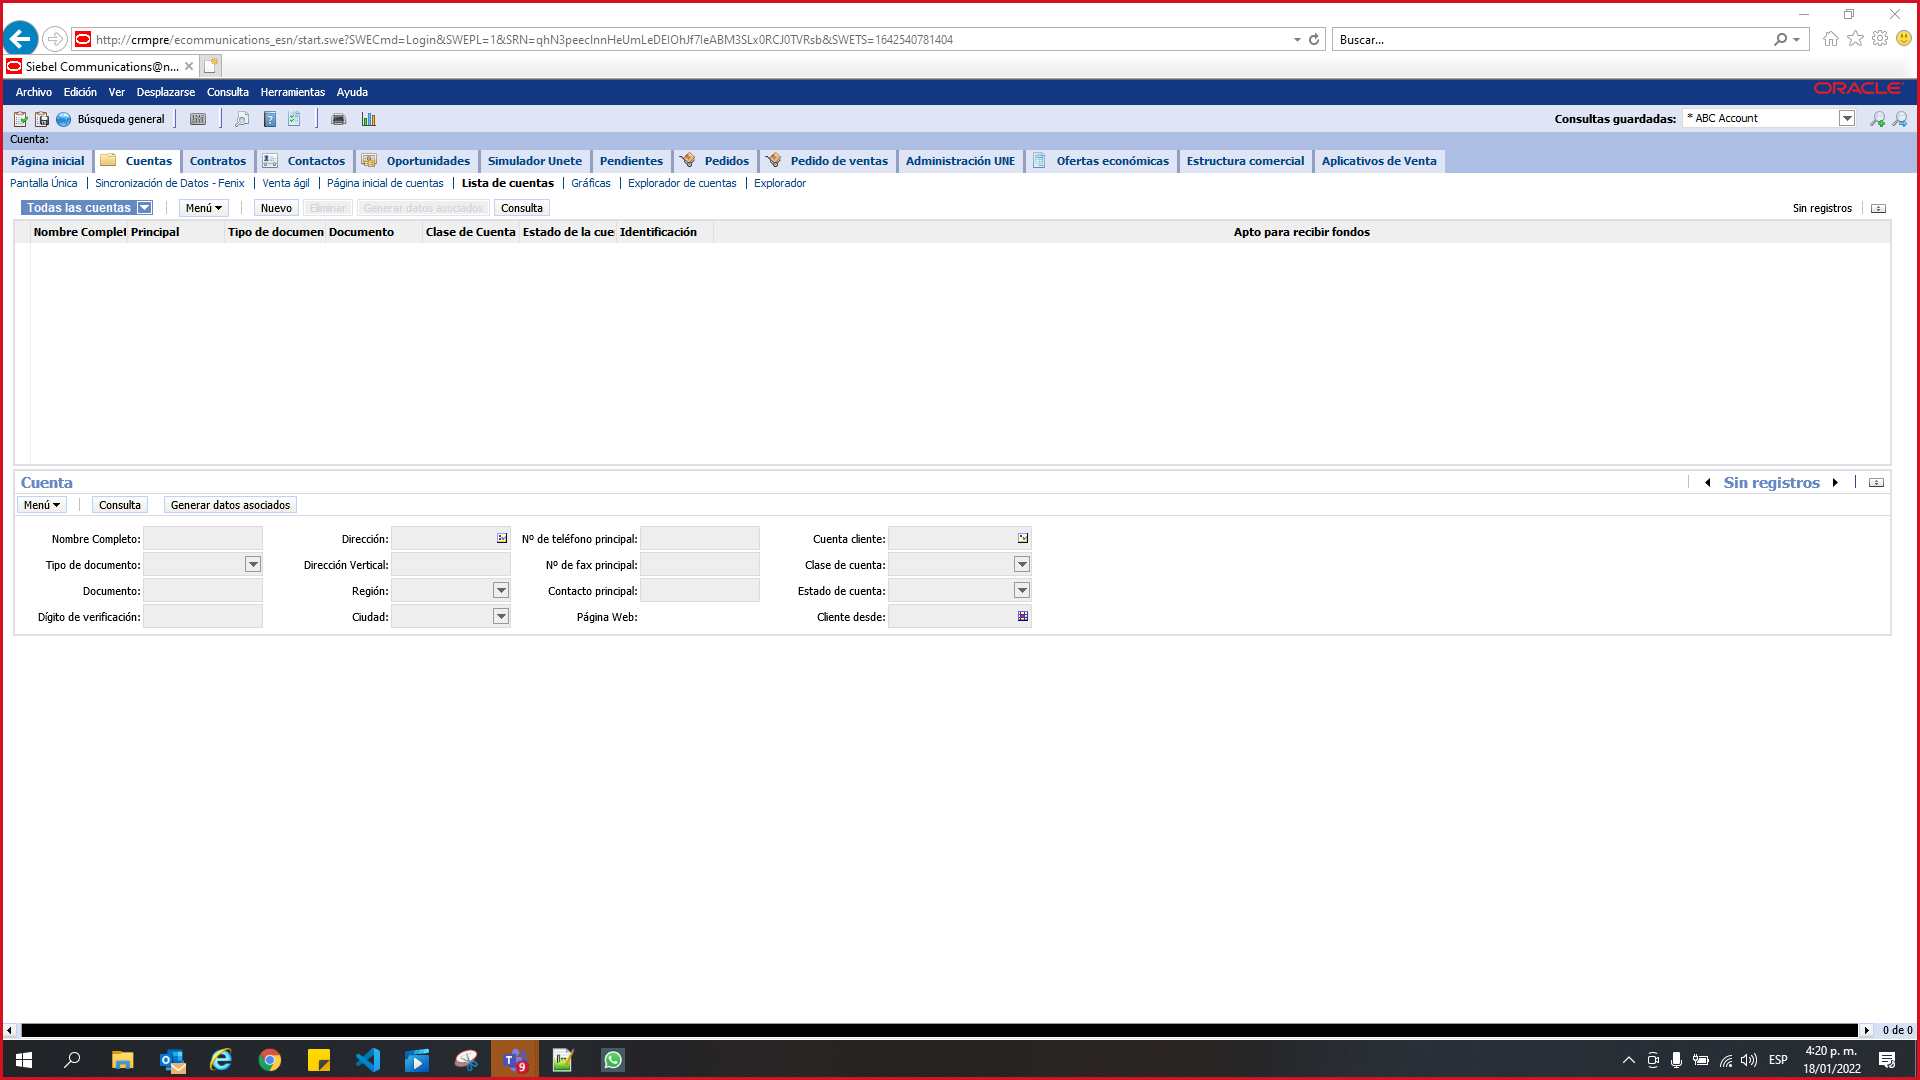 http://crmpre/ecommunications_esn/start.swe?SWECmd=Login&SWEPL=1&SRN=qhN3peecInnHeUmLeDEIOhJf7IeABM3SLx0RCJ0TVRsb&SWETS=1642540781404
Buscar...
Siebel Communications@n...
Archivo Edición Ver Desplazarse Consulta Herramientas Ayuda
ORACLE
Búsqueda general
Consultas guardadas: * ABC Account
Cuenta:
Página inicial Cuentas Contratos Contactos Oportunidades Simulador Unete Pendientes Pedidos Pedido de ventas Administración UNE Ofertas económicas Estructura comercial Aplicativos de Venta
Pantalla Única Sincronización de Datos - Fenix Venta ágil Página inicial de cuentas Lista de cuentas Gráficas Explorador de cuentas Explorador
Todas las cuentas Menú Nuevo Eliminar Generar datos asociados Consulta Sin registros
Nombre Complet Principal Tipo de documen Documento Clase de Cuenta Estado de la cue Identificación Apto para recibir fondos
Cuenta Sin registros
Menú Consulta Generar datos asociados
Nombre Completo: Dirección: Nº de teléfono principal: Cuenta cliente:
Tipo de documento: Dirección Vertical: Nº de fax principal: Clase de cuenta:
Documento: Región: Contacto principal: Estado de cuenta:
Dígito de verificación: Ciudad: Página Web: Cliente desde:
0 de 0
9
ESP
4:20 p. m.
18/01/2022